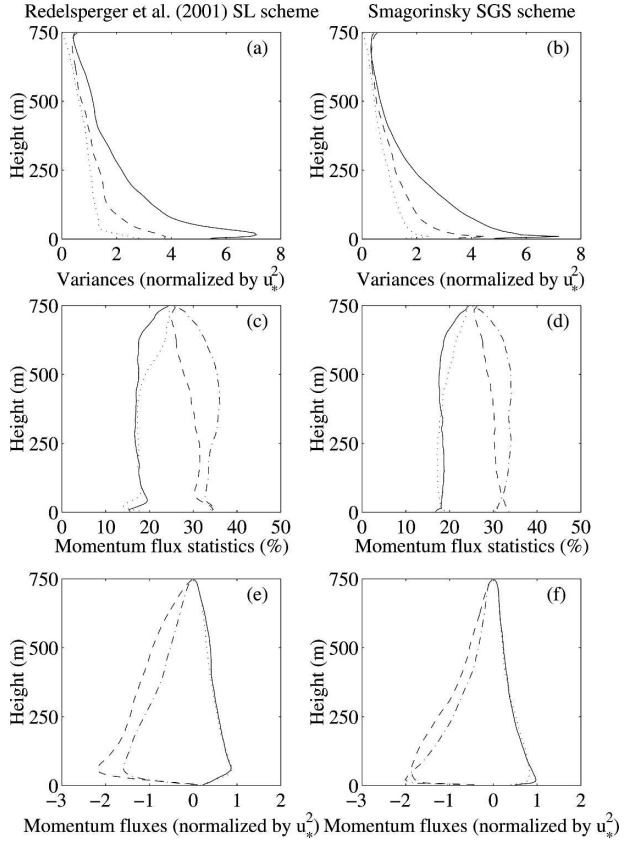 Redelsperger et al. (2001) SL scheme
Smagorinsky SGS scheme
(a)
Height (m)
750
500
250
0
0 2 4 6 8
Variances (normalized by u*²)
(b)
Height (m)
750
500
250
0
0 2 4 6 8
Variances (normalized by u*²)
(c)
Height (m)
750
500
250
0
0 10 20 30 40 50
Momentum flux statistics (%)
(d)
Height (m)
750
500
250
0
0 10 20 30 40 50
Momentum flux statistics (%)
(e)
Height (m)
750
500
250
0
−3 −2 −1 0 1 2
Momentum fluxes (normalized by u*²)
(f)
Height (m)
750
500
250
0
−3 −2 −1 0 1 2
Momentum fluxes (normalized by u*²)